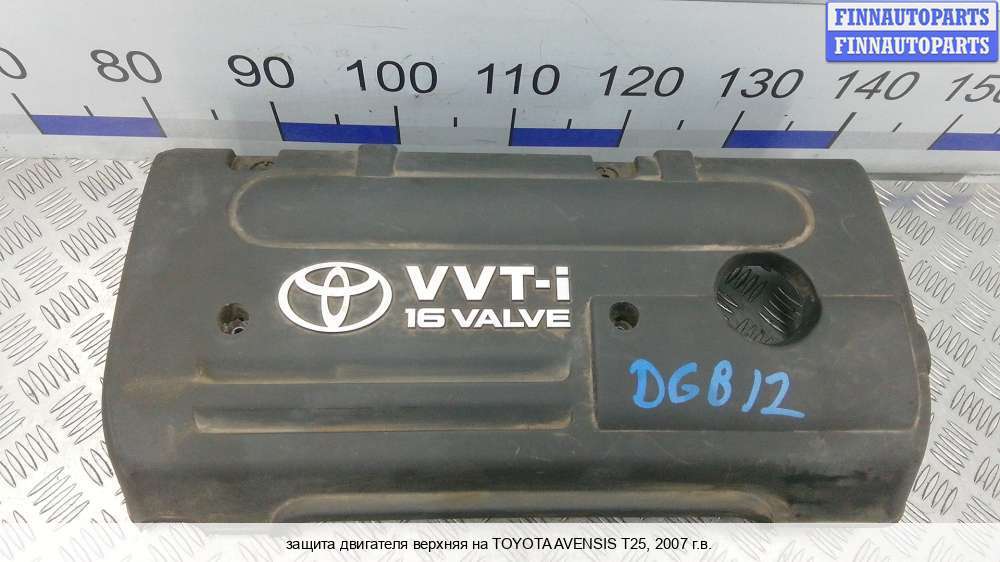 FINNAUTOPARTS
FINNAUTOPARTS
80 90 100 110 120 130 140 150
VVT-i
16 VALVE
DGB12
защита двигателя верхняя на TOYOTA AVENSIS T25, 2007 г.в.